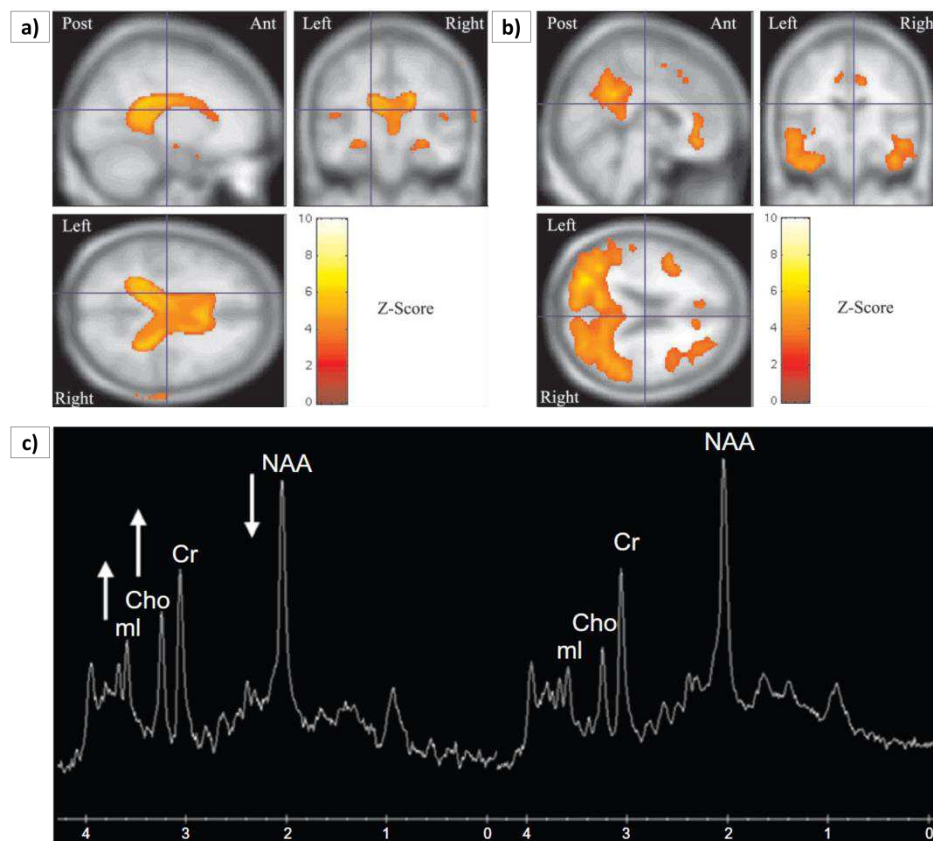 a)
Post Ant
Left Right
Left
Right
10
8
6
4
2
0
Z-Score
b)
Post Ant
Left Right
Left
Right
10
8
6
4
2
0
Z-Score
c)
NAA
Cr
Cho
ml
4 3 2 1 0
NAA
Cr
Cho
ml
4 3 2 1 0